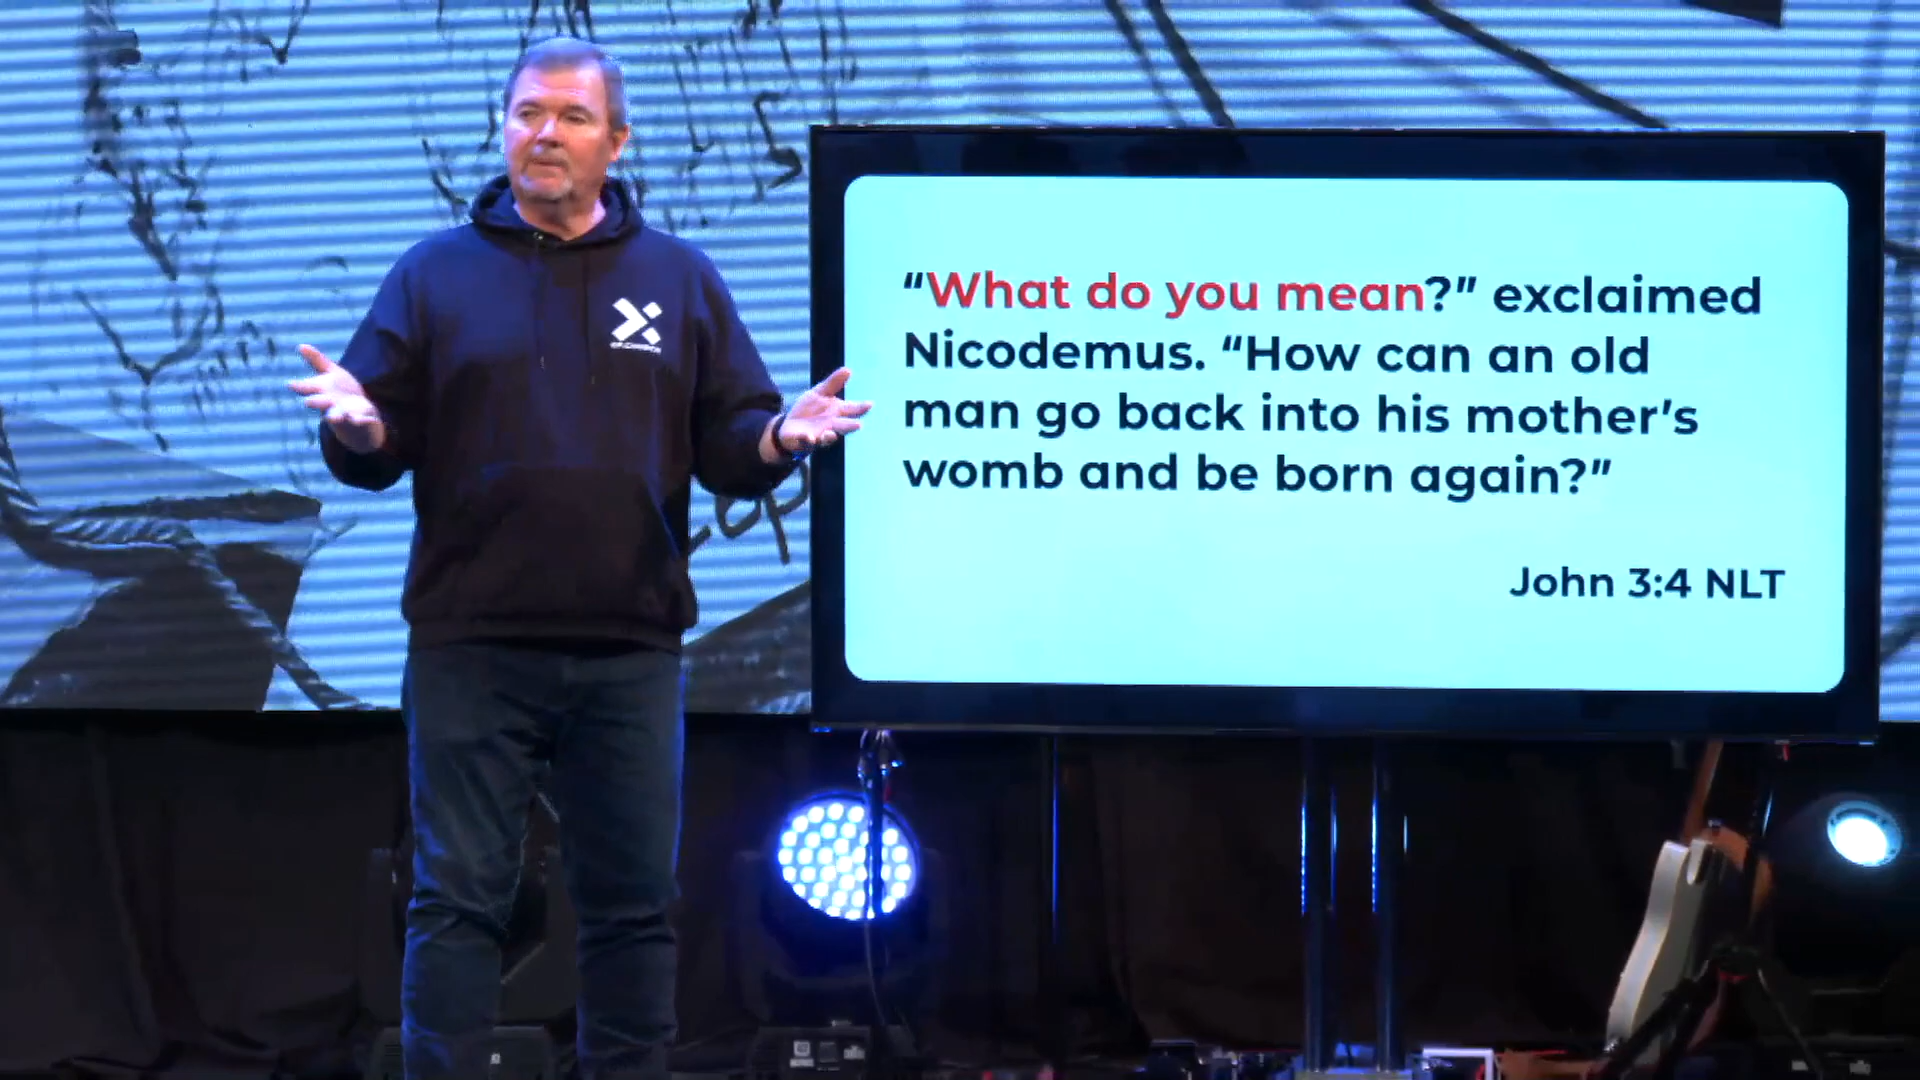 “What do you mean?” exclaimed
Nicodemus. “How can an old
man go back into his mother’s
womb and be born again?”
John 3:4 NLT